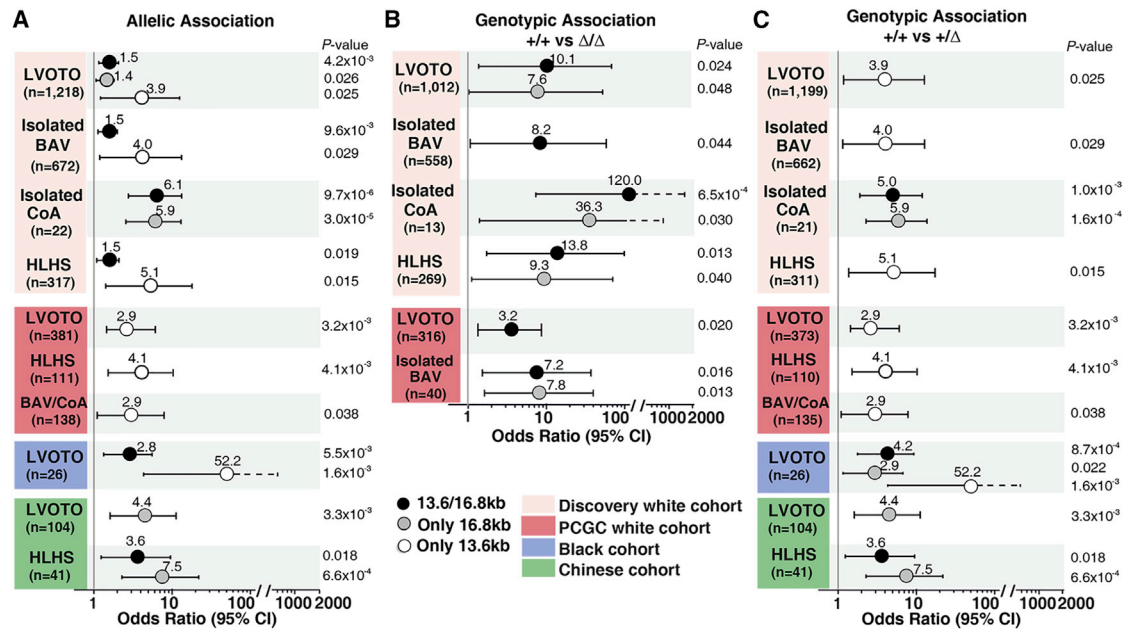 A
Allelic Association
P-value
LVOTO
(n=1,218)
1.5
4.2x10-3
1.4
0.026
3.9
0.025
Isolated
BAV
(n=672)
1.5
9.6x10-3
4.0
0.029
Isolated
CoA
(n=22)
6.1
9.7x10-6
5.9
3.0x10-5
HLHS
(n=317)
1.5
0.019
5.1
0.015
LVOTO
(n=381)
2.9
3.2x10-3
HLHS
(n=111)
4.1
4.1x10-3
BAV/CoA
(n=138)
2.9
0.038
LVOTO
(n=26)
2.8
5.5x10-3
52.2
1.6x10-3
LVOTO
(n=104)
4.4
3.3x10-3
HLHS
(n=41)
3.6
0.018
7.5
6.6x10-4
1 10 100 1000 2000
Odds Ratio (95% CI)
B
Genotypic Association
+/+ vs Δ/Δ
P-value
LVOTO
(n=1,012)
10.1
0.024
7.6
0.048
Isolated
BAV
(n=558)
8.2
0.044
Isolated
CoA
(n=13)
120.0
6.5x10-4
36.3
0.030
HLHS
(n=269)
13.8
0.013
9.3
0.040
LVOTO
(n=316)
3.2
0.020
Isolated
BAV
(n=40)
7.2
0.016
7.8
0.013
1 10 100 1000 2000
Odds Ratio (95% CI)
13.6/16.8kb
Only 16.8kb
Only 13.6kb
Discovery white cohort
PCGC white cohort
Black cohort
Chinese cohort
C
Genotypic Association
+/+ vs +/Δ
P-value
LVOTO
(n=1,199)
3.9
0.025
Isolated
BAV
(n=662)
4.0
0.029
Isolated
CoA
(n=21)
5.0
1.0x10-3
5.9
1.6x10-4
HLHS
(n=311)
5.1
0.015
LVOTO
(n=373)
2.9
3.2x10-3
HLHS
(n=110)
4.1
4.1x10-3
BAV/CoA
(n=135)
2.9
0.038
LVOTO
(n=26)
4.2
8.7x10-4
2.9
0.022
52.2
1.6x10-3
LVOTO
(n=104)
4.4
3.3x10-3
HLHS
(n=41)
3.6
0.018
7.5
6.6x10-4
1 10 100 1000 2000
Odds Ratio (95% CI)